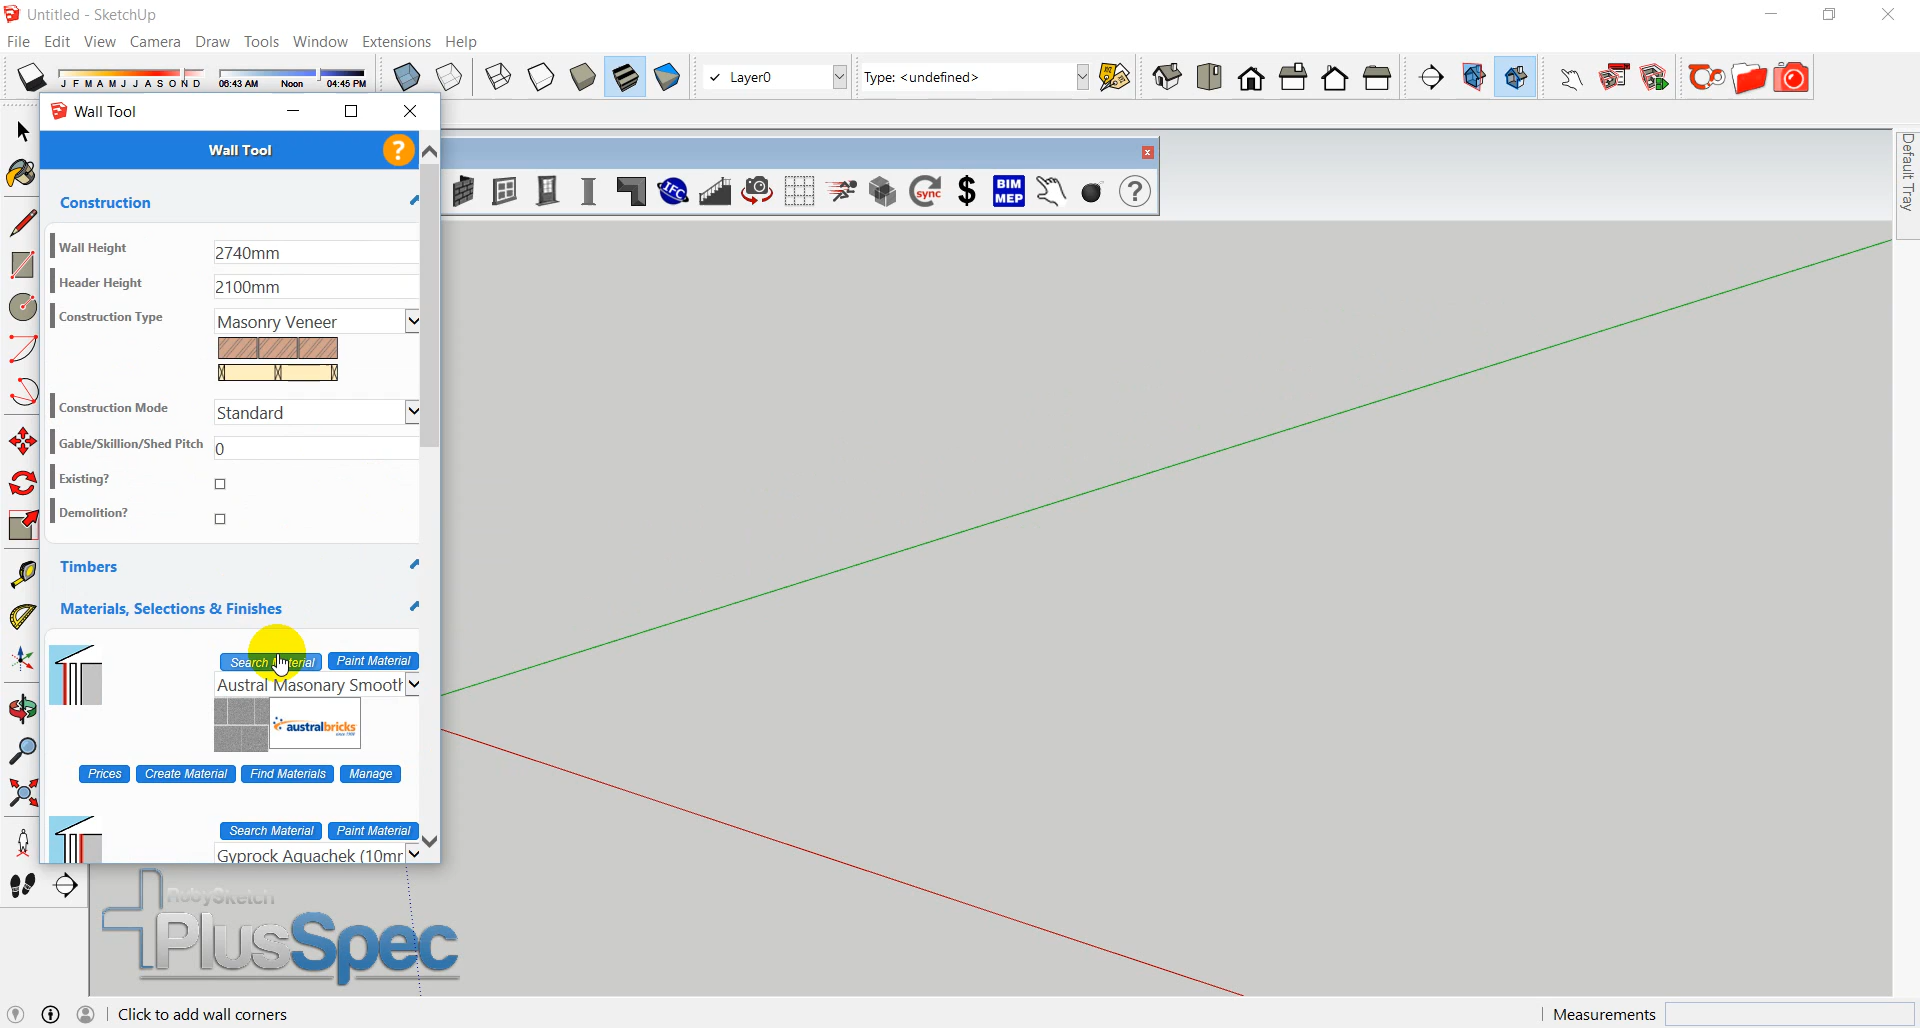 Untitled - SketchUp
File Edit View Camera Draw Tools Window Extensions Help
J F M A M J J A S O N D
06:43 AM Noon 04:45 PM
Layer0
Type: <undefined>
Wall Tool
Wall Tool ?
IFC
sync
$
BIM
MEP
?
Default Tray
Construction
Wall Height 2740mm
Header Height 2100mm
Construction Type Masonry Veneer
Construction Mode Standard
Gable/Skillion/Shed Pitch 0
Existing?
Demolition?
Timbers
Materials, Selections & Finishes
Search Material Paint Material
Austral Masonary Smooth
australbricks
Prices Create Material Find Materials Manage
Search Material Paint Material
Gyprock Aquachek (10mr
RubySketch
PlusSpec
Click to add wall corners
Measurements